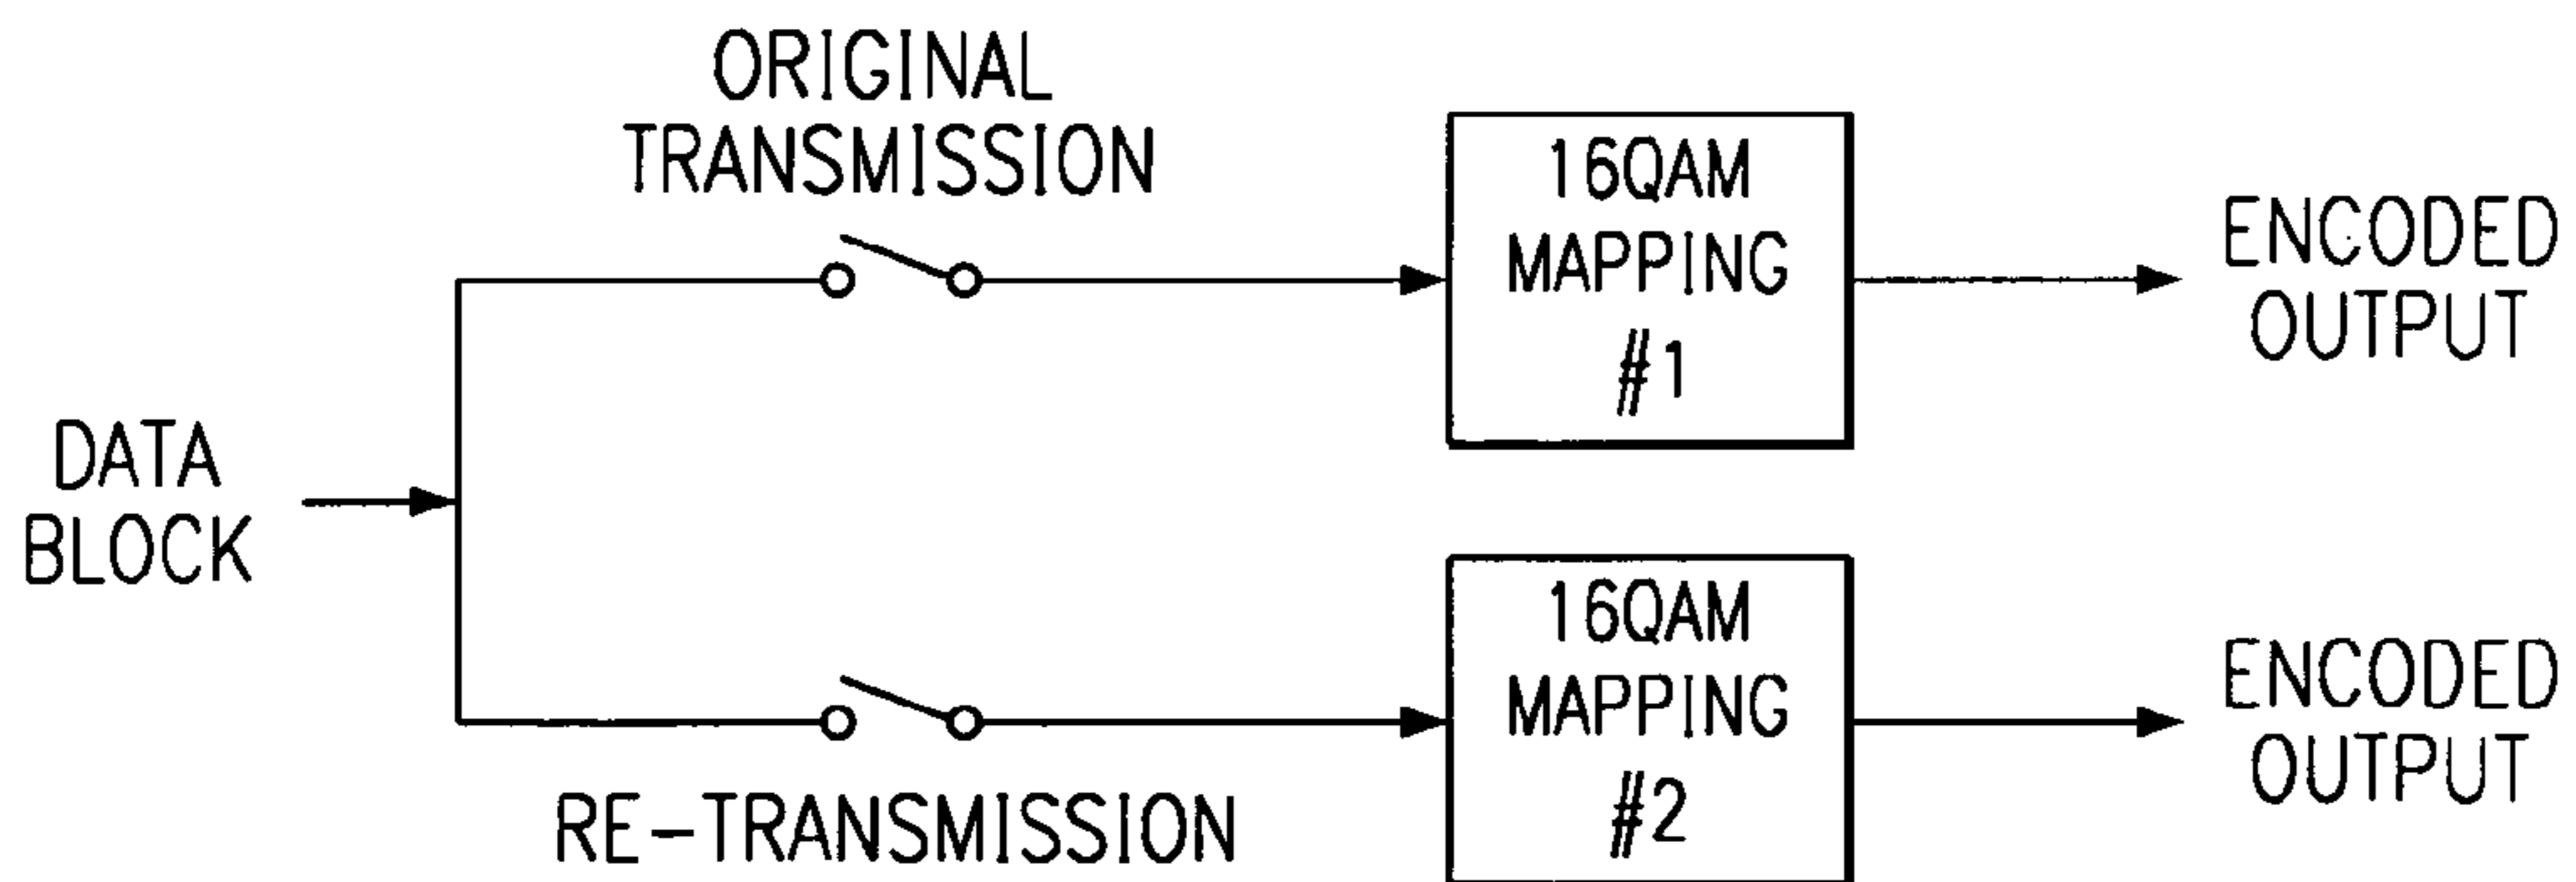 ORIGINAL
TRANSMISSION
16QAM
MAPPING
#1
ENCODED
OUTPUT
DATA
BLOCK
16QAM
MAPPING
#2
ENCODED
OUTPUT
RE-TRANSMISSION